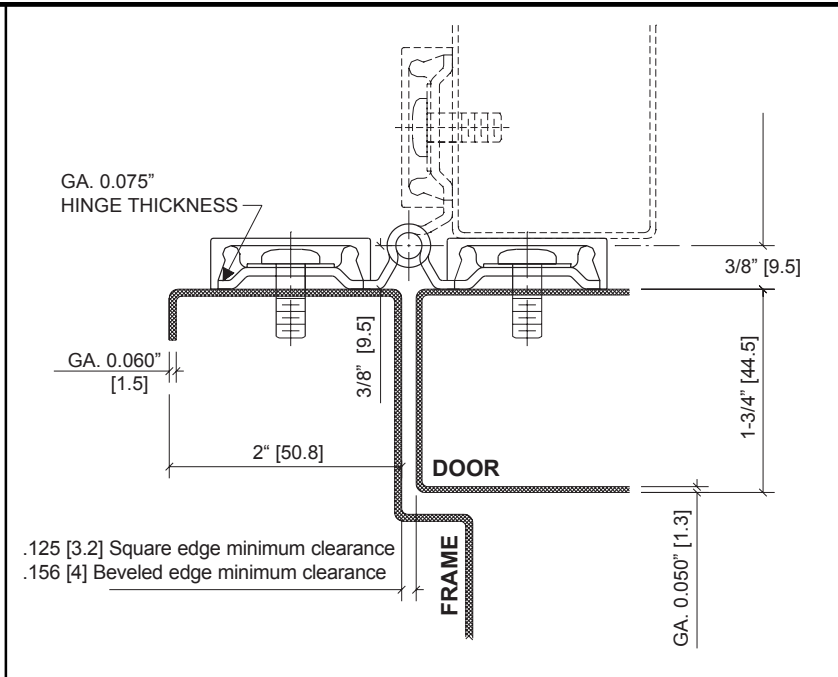 GA. 0.075”
HINGE THICKNESS
3/8” [9.5]
GA. 0.060”
[1.5]
3/8” [9.5]
1-3/4” [44.5]
2“ [50.8]
DOOR
.125 [3.2] Square edge minimum clearance
.156 [4] Beveled edge minimum clearance
FRAME
GA. 0.050” [1.3]